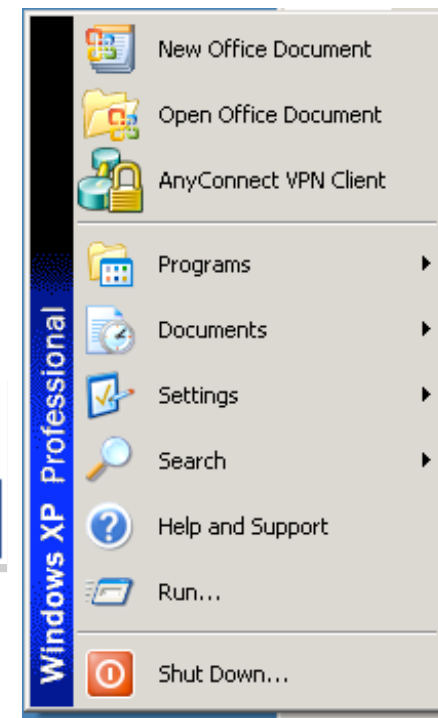 New Office Document
Open Office Document
AnyConnect VPN Client
Programs
Documents
Settings
Search
Help and Support
Run...
Shut Down...
Windows XP Professional